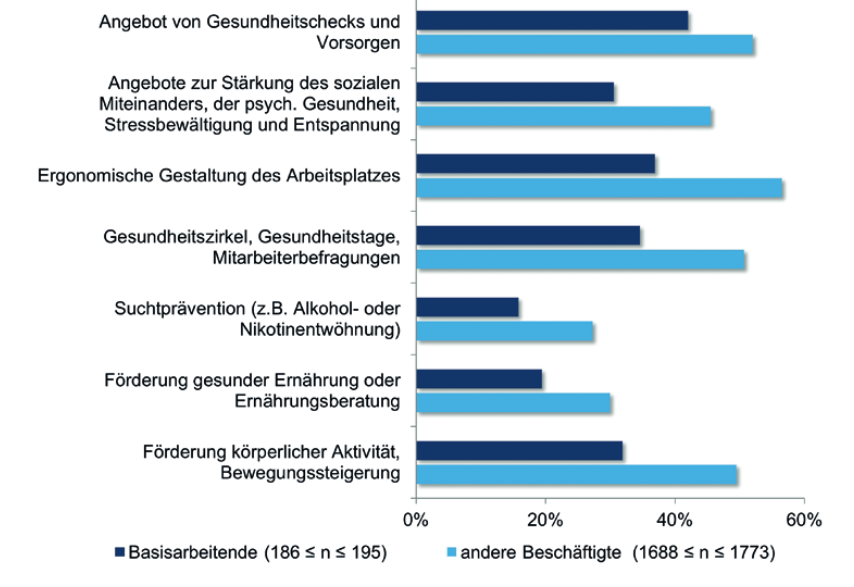 Angebot von Gesundheitschecks und
Vorsorgen
Angebote zur Stärkung des sozialen
Miteinanders, der psych. Gesundheit,
Stressbewältigung und Entspannung
Ergonomische Gestaltung des Arbeitsplatzes
Gesundheitszirkel, Gesundheitstage,
Mitarbeiterbefragungen
Suchtprävention (z.B. Alkohol- oder
Nikotinentwöhnung)
Förderung gesunder Ernährung oder
Ernährungsberatung
Förderung körperlicher Aktivität,
Bewegungssteigerung
0% 20% 40% 60%
Basisarbeitende (186 ≤ n ≤ 195) andere Beschäftigte (1688 ≤ n ≤ 1773)